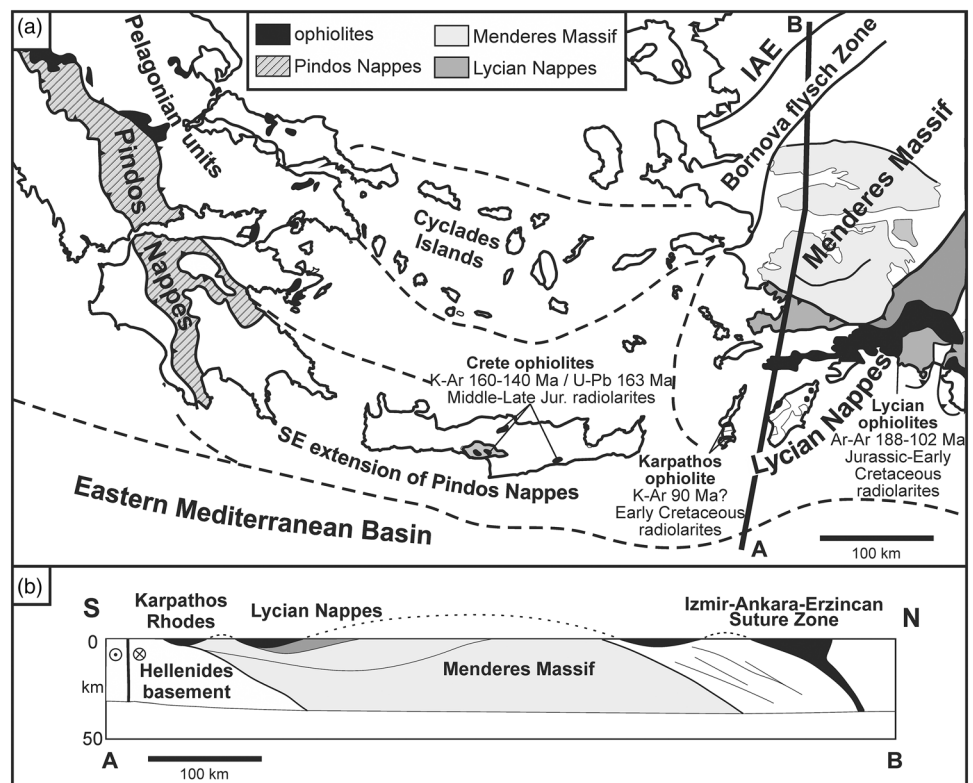 (a)
ophiolites
Menderes Massif
Pindos Nappes
Lycian Nappes
Pelagonian
units
Pindos
Nappes
Cyclades
Islands
B
IAE
Bornova flysch Zone
Menderes Massif
Crete ophiolites
K-Ar 160-140 Ma / U-Pb 163 Ma
Middle-Late Jur. radiolarites
SE extension of Pindos Nappes
Eastern Mediterranean Basin
Karpathos
ophiolite
K-Ar 90 Ma?
Early Cretaceous
radiolarites
Lycian Nappes
Lycian
ophiolites
Ar-Ar 188-102 Ma
Jurassic-Early
Cretaceous
radiolarites
A
100 km
(b)
S
Karpathos
Rhodes
Lycian Nappes
Izmir-Ankara-Erzincan
Suture Zone
N
0
km
50
Hellenides
basement
Menderes Massif
A
B
100 km